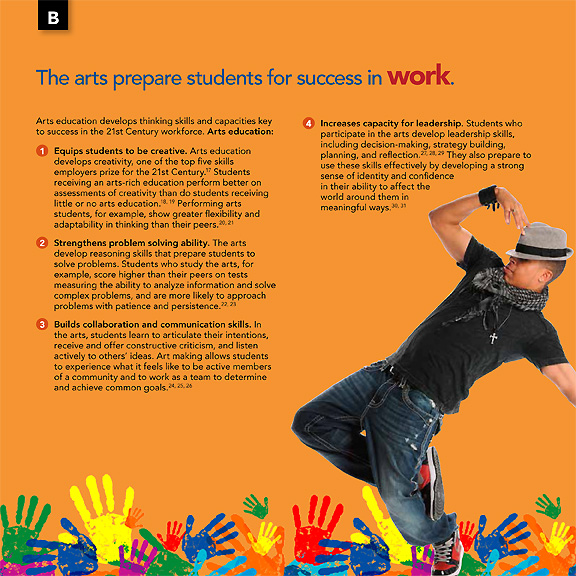 B
The arts prepare students for success in work.
Arts education develops thinking skills and capacities key
to success in the 21st Century workforce. Arts education:
1 Equips students to be creative. Arts education
develops creativity, one of the top five skills
employers prize for the 21st Century.17 Students
receiving an arts-rich education perform better on
assessments of creativity than do students receiving
little or no arts education.18, 19 Performing arts
students, for example, show greater flexibility and
adaptability in thinking than their peers.20, 21
2 Strengthens problem solving ability. The arts
develop reasoning skills that prepare students to
solve problems. Students who study the arts, for
example, score higher than their peers on tests
measuring the ability to analyze information and solve
complex problems, and are more likely to approach
problems with patience and persistence.22, 23
3 Builds collaboration and communication skills. In
the arts, students learn to articulate their intentions,
receive and offer constructive criticism, and listen
actively to others' ideas. Art making allows students
to experience what it feels like to be active members
of a community and to work as a team to determine
and achieve common goals.24, 25, 26
4 Increases capacity for leadership. Students who
participate in the arts develop leadership skills,
including decision-making, strategy building,
planning, and reflection.27, 28, 29 They also prepare to
use these skills effectively by developing a strong
sense of identity and confidence
in their ability to affect the
world around them in
meaningful ways.30, 31